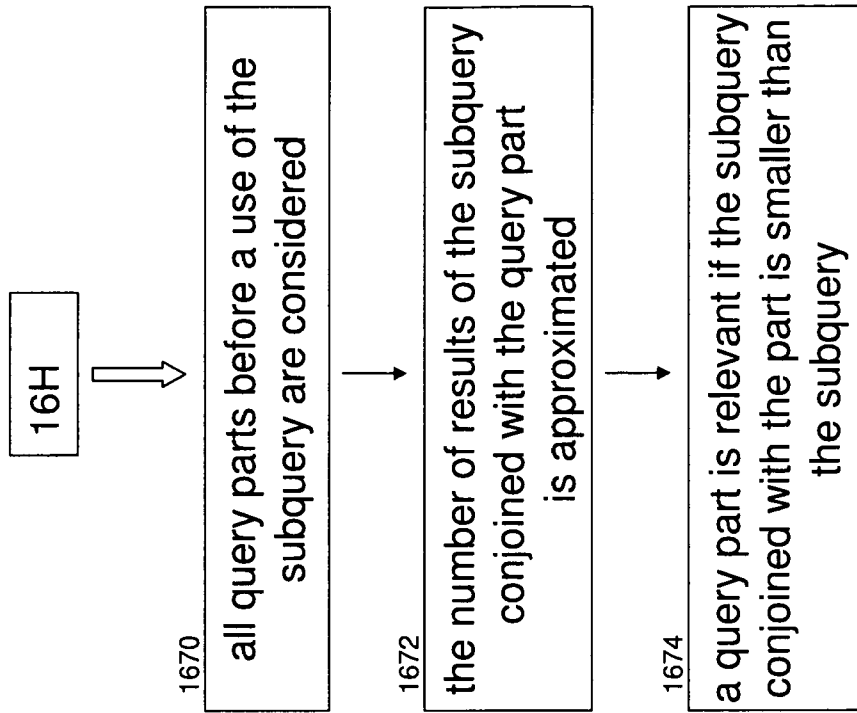 16H
1670
all query parts before a use of the
subquery are considered
1672
the number of results of the subquery
conjoined with the query part
is approximated
1674
a query part is relevant if the subquery
conjoined with the part is smaller than
the subquery